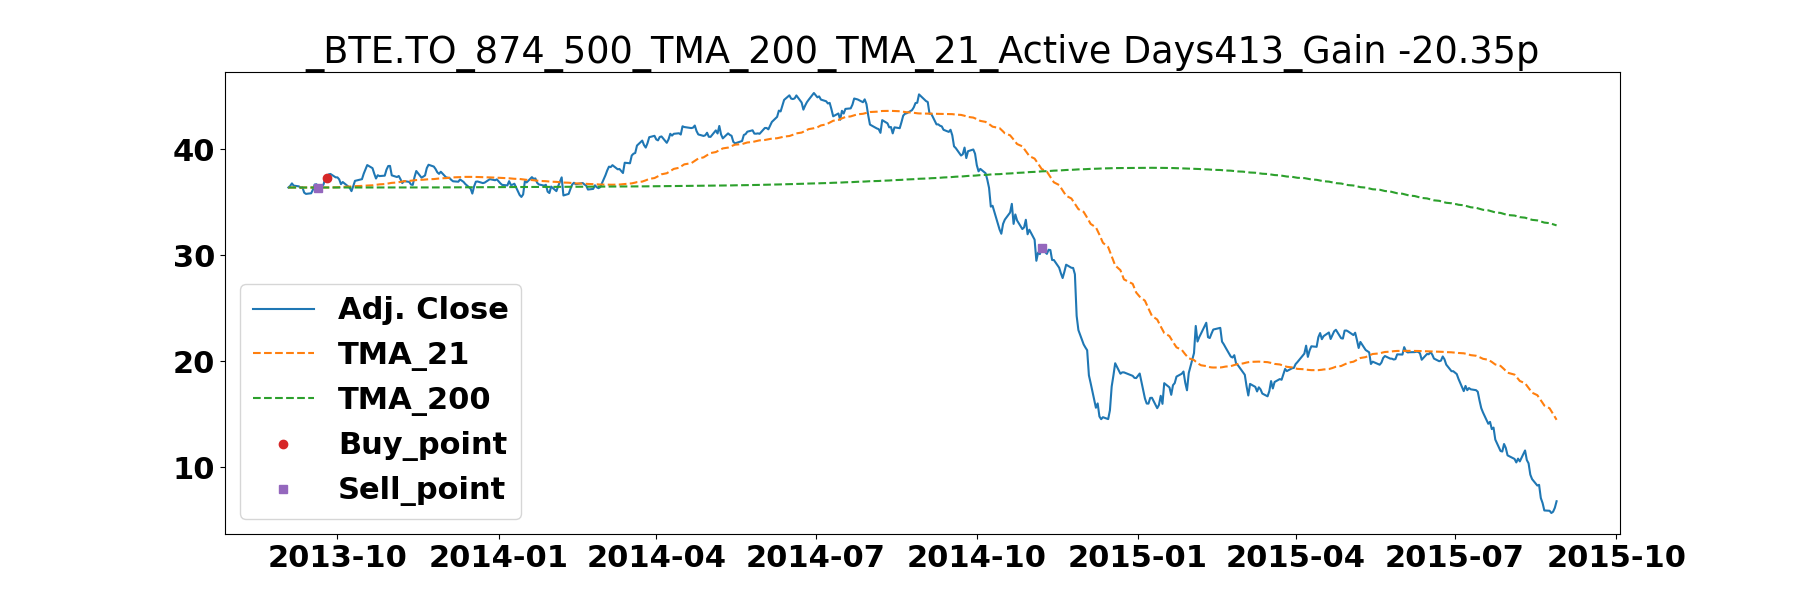 _BTE.TO_874_500_TMA_200_TMA_21_Active Days413_Gain -20.35p
40
30
20
10
Adj. Close
TMA_21
TMA_200
Buy_point
Sell_point
2013-10 2014-01 2014-04 2014-07 2014-10 2015-01 2015-04 2015-07 2015-10